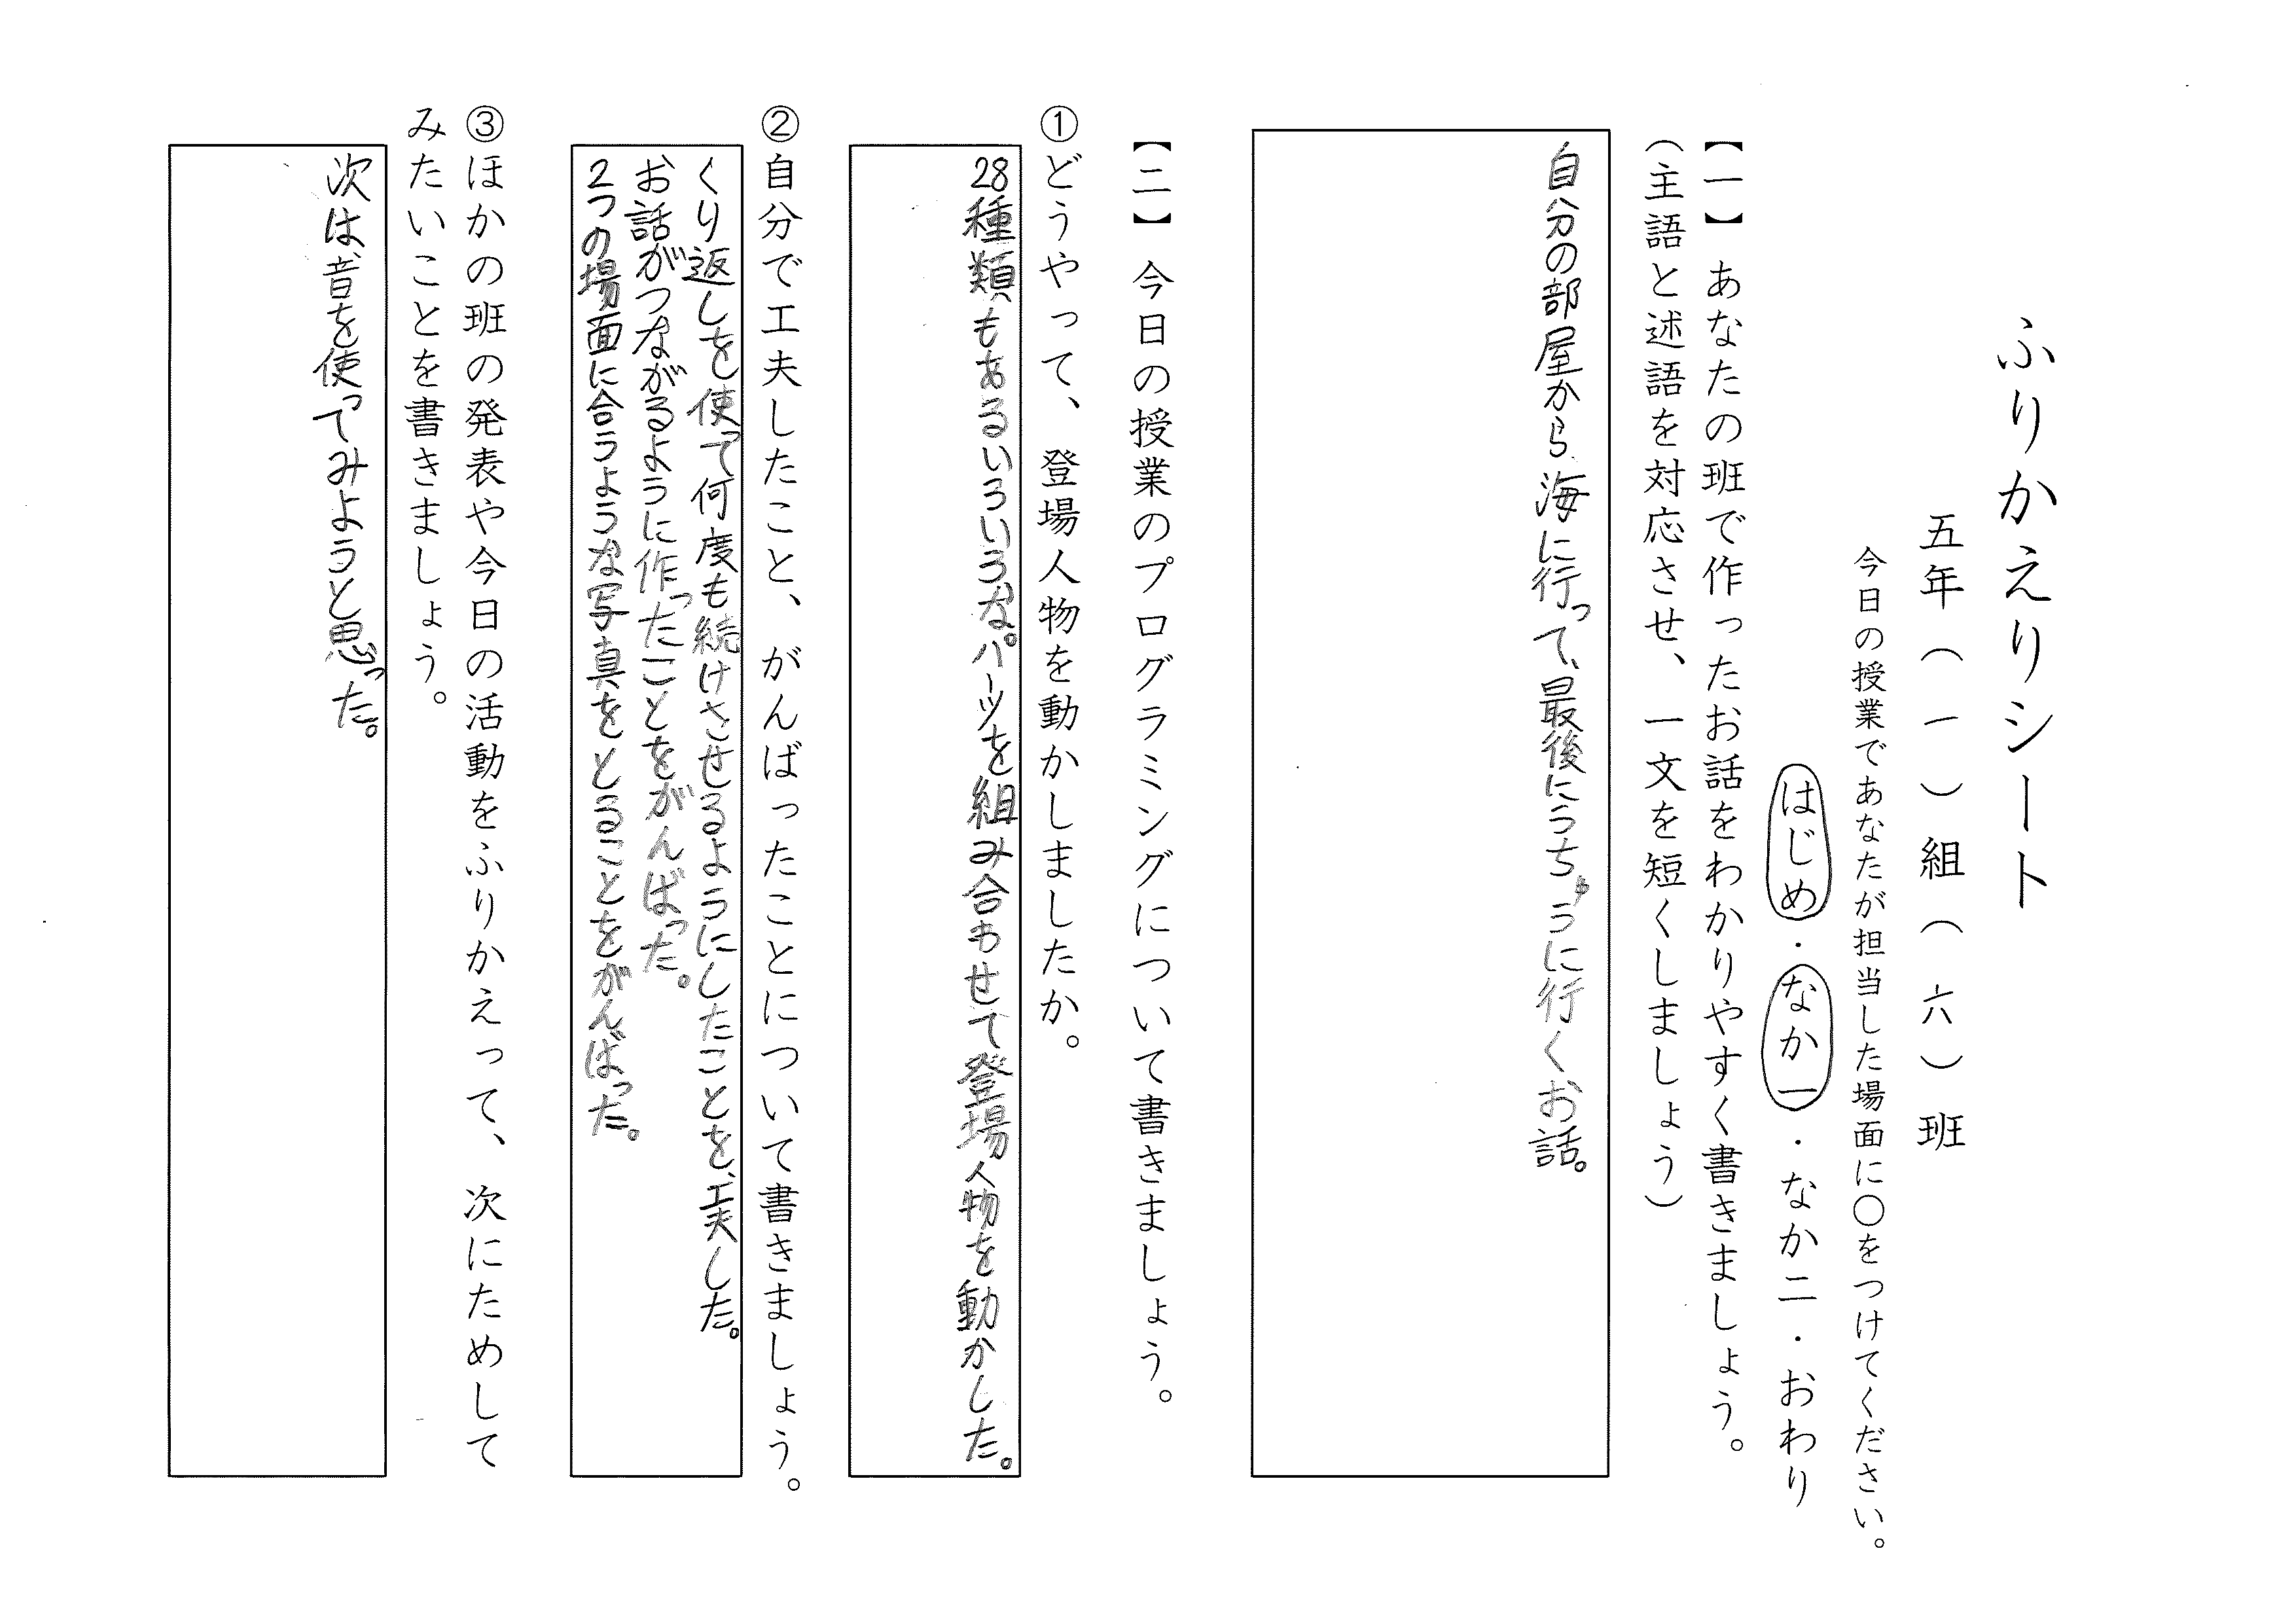 ふりかえりシート
五年（一）組（六）班
今日の授業であなたが担当した場面に〇をつけてください。
はじめ・なか一・なか二・おわり
【一】あなたの班で作ったお話をわかりやすく書きましょう。
（主語と述語を対応させ、一文を短くしましょう）
自分の部屋から海に行って、最後にうちゅうに行くお話。
【二】今日の授業のプログラミングについて書きましょう。
①どうやって、登場人物を動かしましたか。
28種類もあるいろいろな。パーツを組み合わせて登場人物を動かした。
②自分で工夫したこと、がんばったことについて書きましょう。
くり返しを使って何度も続けさせるようにしたことを、工夫した。
お話がつながるように作ったことをがんばった。
2つの場面に合うような写真をとることをがんばった。
③ほかの班の発表や今日の活動をふりかえって、次にためして
みたいことを書きましょう。
次は、音を使ってみようと思った。